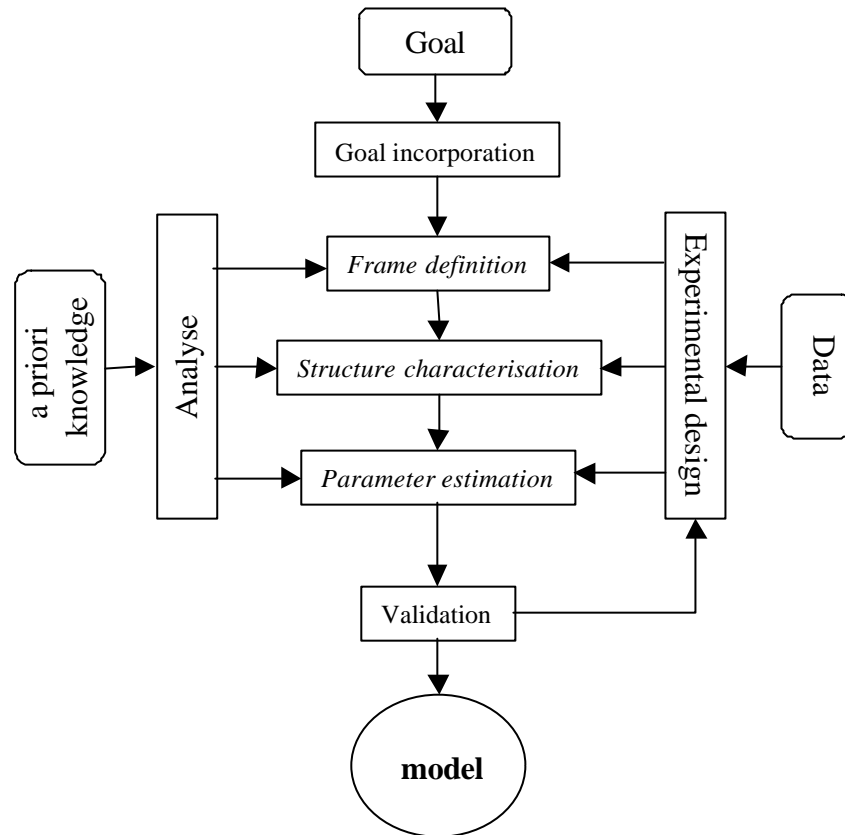 Goal
Goal incorporation
Frame definition
Structure characterisation
Parameter estimation
Validation
model
a priori
knowledge
Analyse
Experimental design
Data